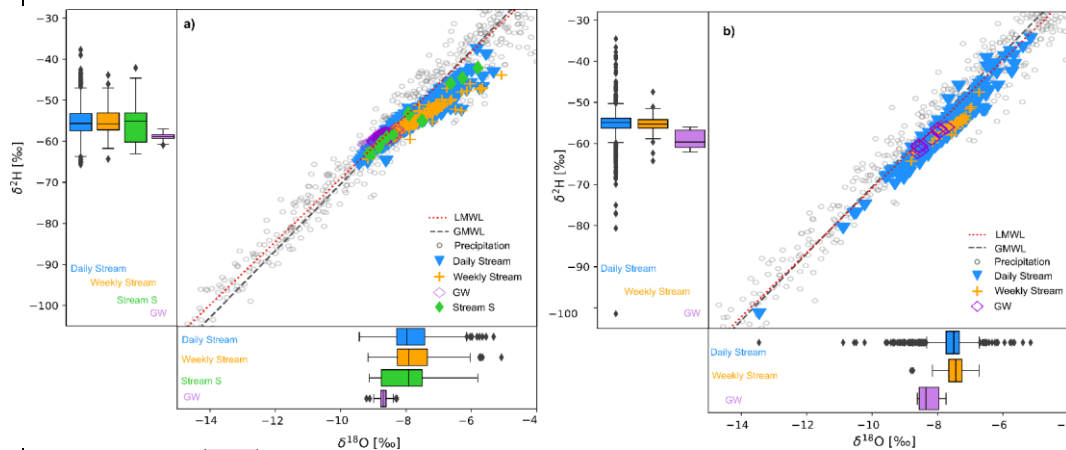 a)
−30
−40
−50
−60
−70
−80
−90
−100
δ²H [‰]
Daily Stream
Weekly Stream
Stream S
GW
LMWL
GMWL
Precipitation
Daily Stream
Weekly Stream
GW
Stream S
Daily Stream
Weekly Stream
Stream S
GW
−14 −12 −10 −8 −6 −4
δ¹⁸O [‰]
b)
−30
−40
−50
−60
−70
−80
−90
−100
δ²H [‰]
Daily Stream
Weekly Stream
GW
LMWL
GMWL
Precipitation
Daily Stream
Weekly Stream
GW
Daily Stream
Weekly Stream
GW
−14 −12 −10 −8 −6 −4
δ¹⁸O [‰]